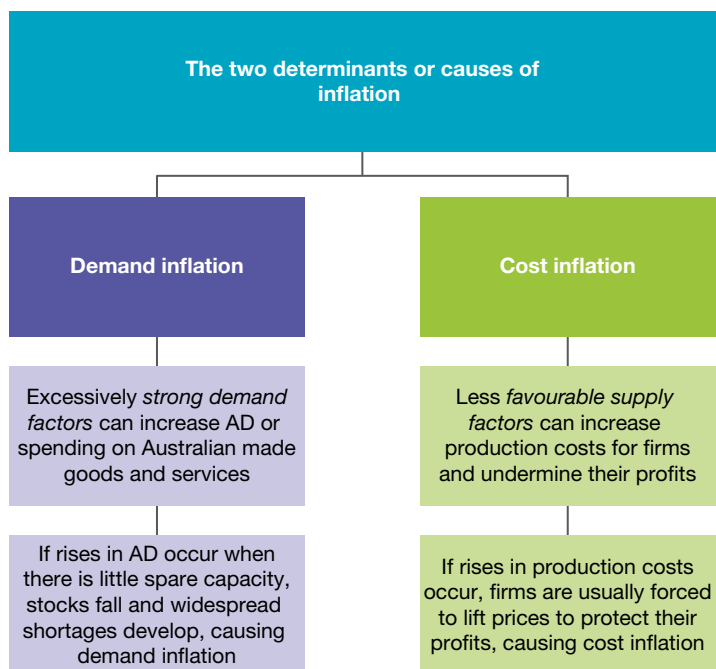 The two determinants or causes of
inflation
Demand inflation
Cost inflation
Excessively strong demand
factors can increase AD or
spending on Australian made
goods and services
Less favourable supply
factors can increase
production costs for firms
and undermine their profits
If rises in AD occur when
there is little spare capacity,
stocks fall and widespread
shortages develop, causing
demand inflation
If rises in production costs
occur, firms are usually forced
to lift prices to protect their
profits, causing cost inflation